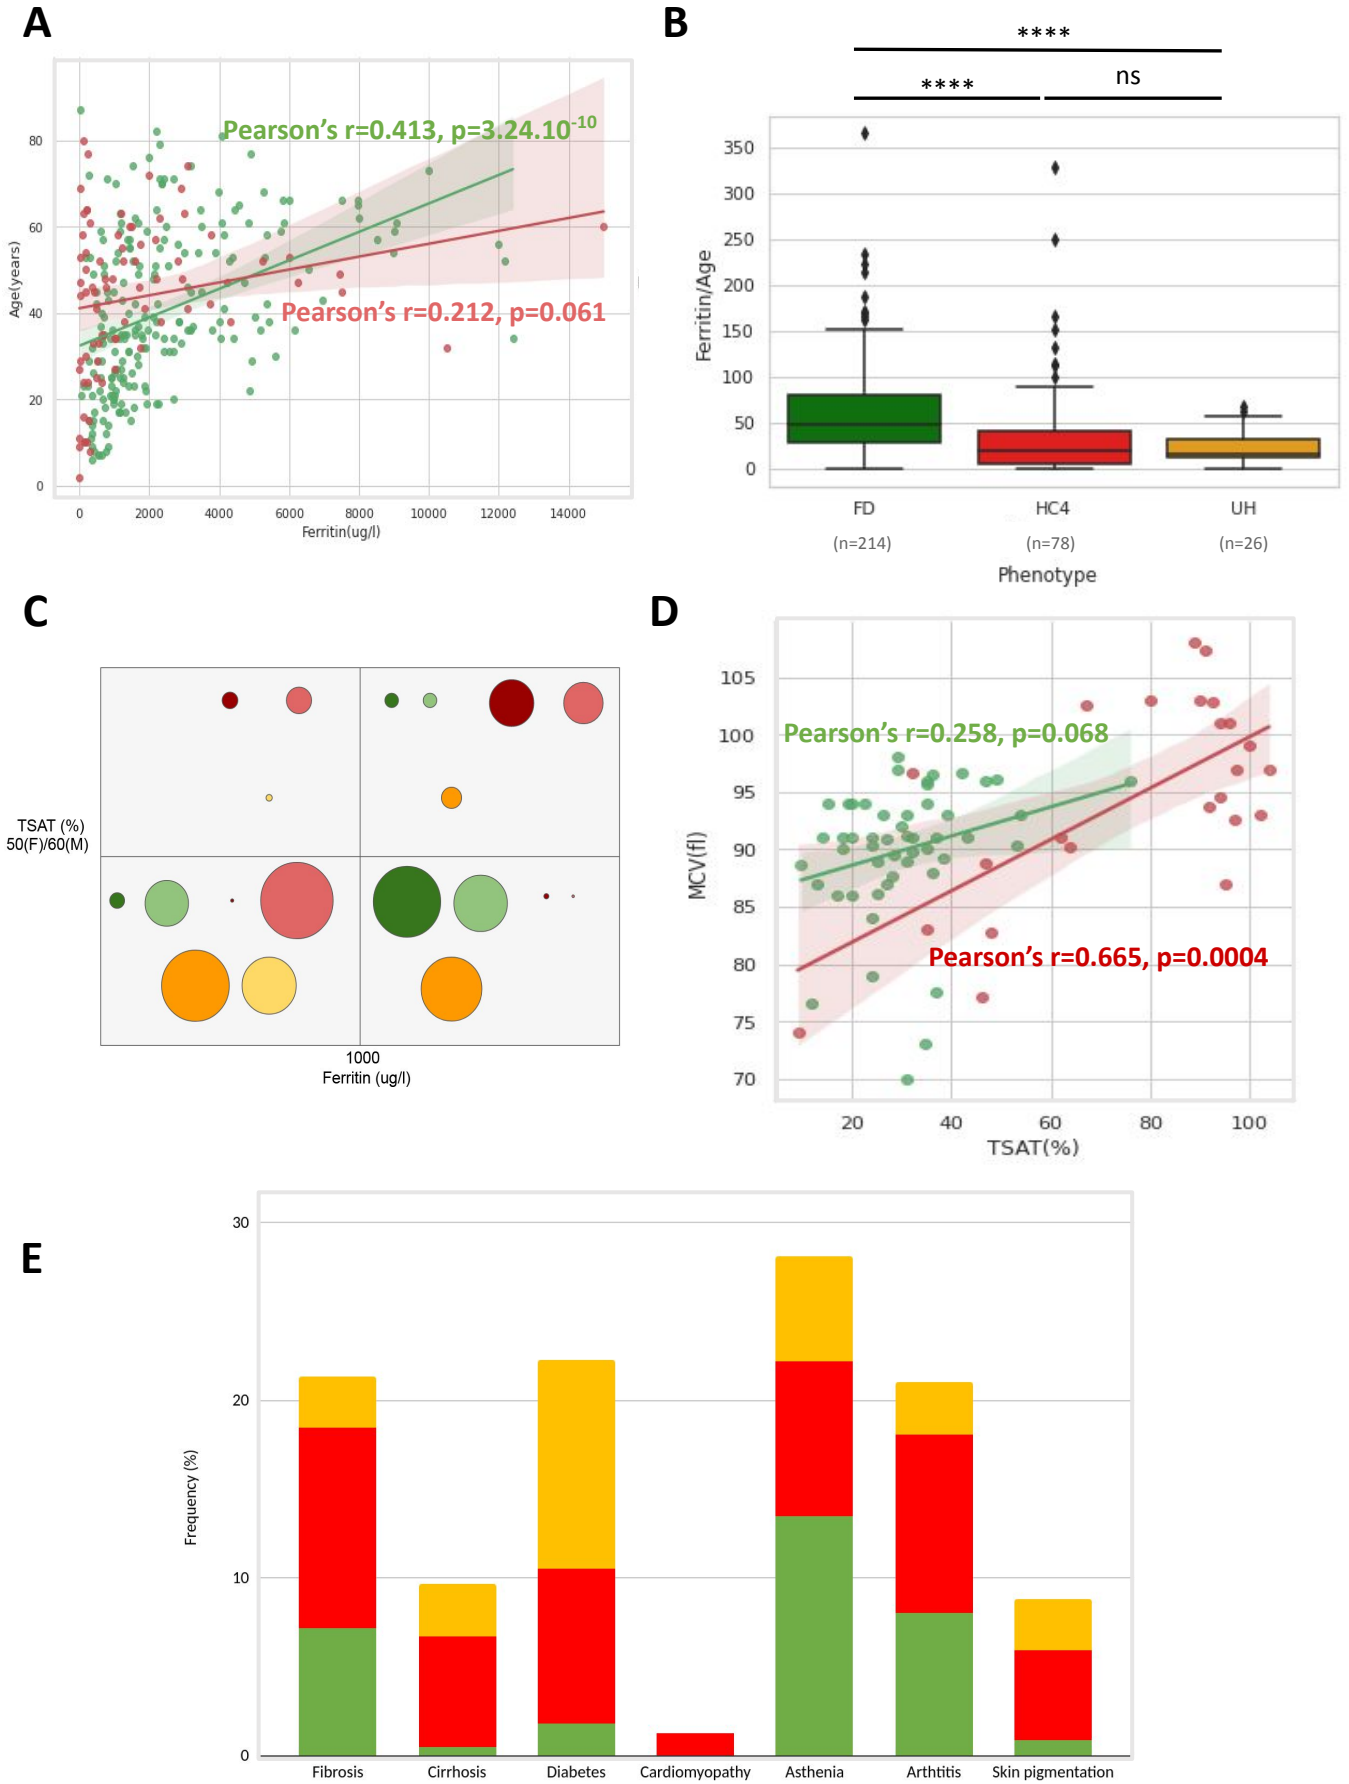 A
Pearson's r=0.413, p=3.24.10⁻¹⁰
Pearson's r=0.212, p=0.061
80
60
40
20
0
Age(years)
0 2000 4000 6000 8000 10000 12000 14000
Ferritin(ug/l)
B
****
**** ns
350
300
250
200
150
100
50
0
Ferritin/Age
FD HC4 UH
(n=214) (n=78) (n=26)
Phenotype
C
TSAT (%)
50(F)/60(M)
1000
Ferritin (ug/l)
D
105
100
95
90
85
80
75
70
MCV(fl)
Pearson's r=0.258, p=0.068
Pearson's r=0.665, p=0.0004
20 40 60 80 100
TSAT(%)
E
30
20
10
0
Frequency (%)
Fibrosis Cirrhosis Diabetes Cardiomyopathy Asthenia Arthtitis Skin pigmentation